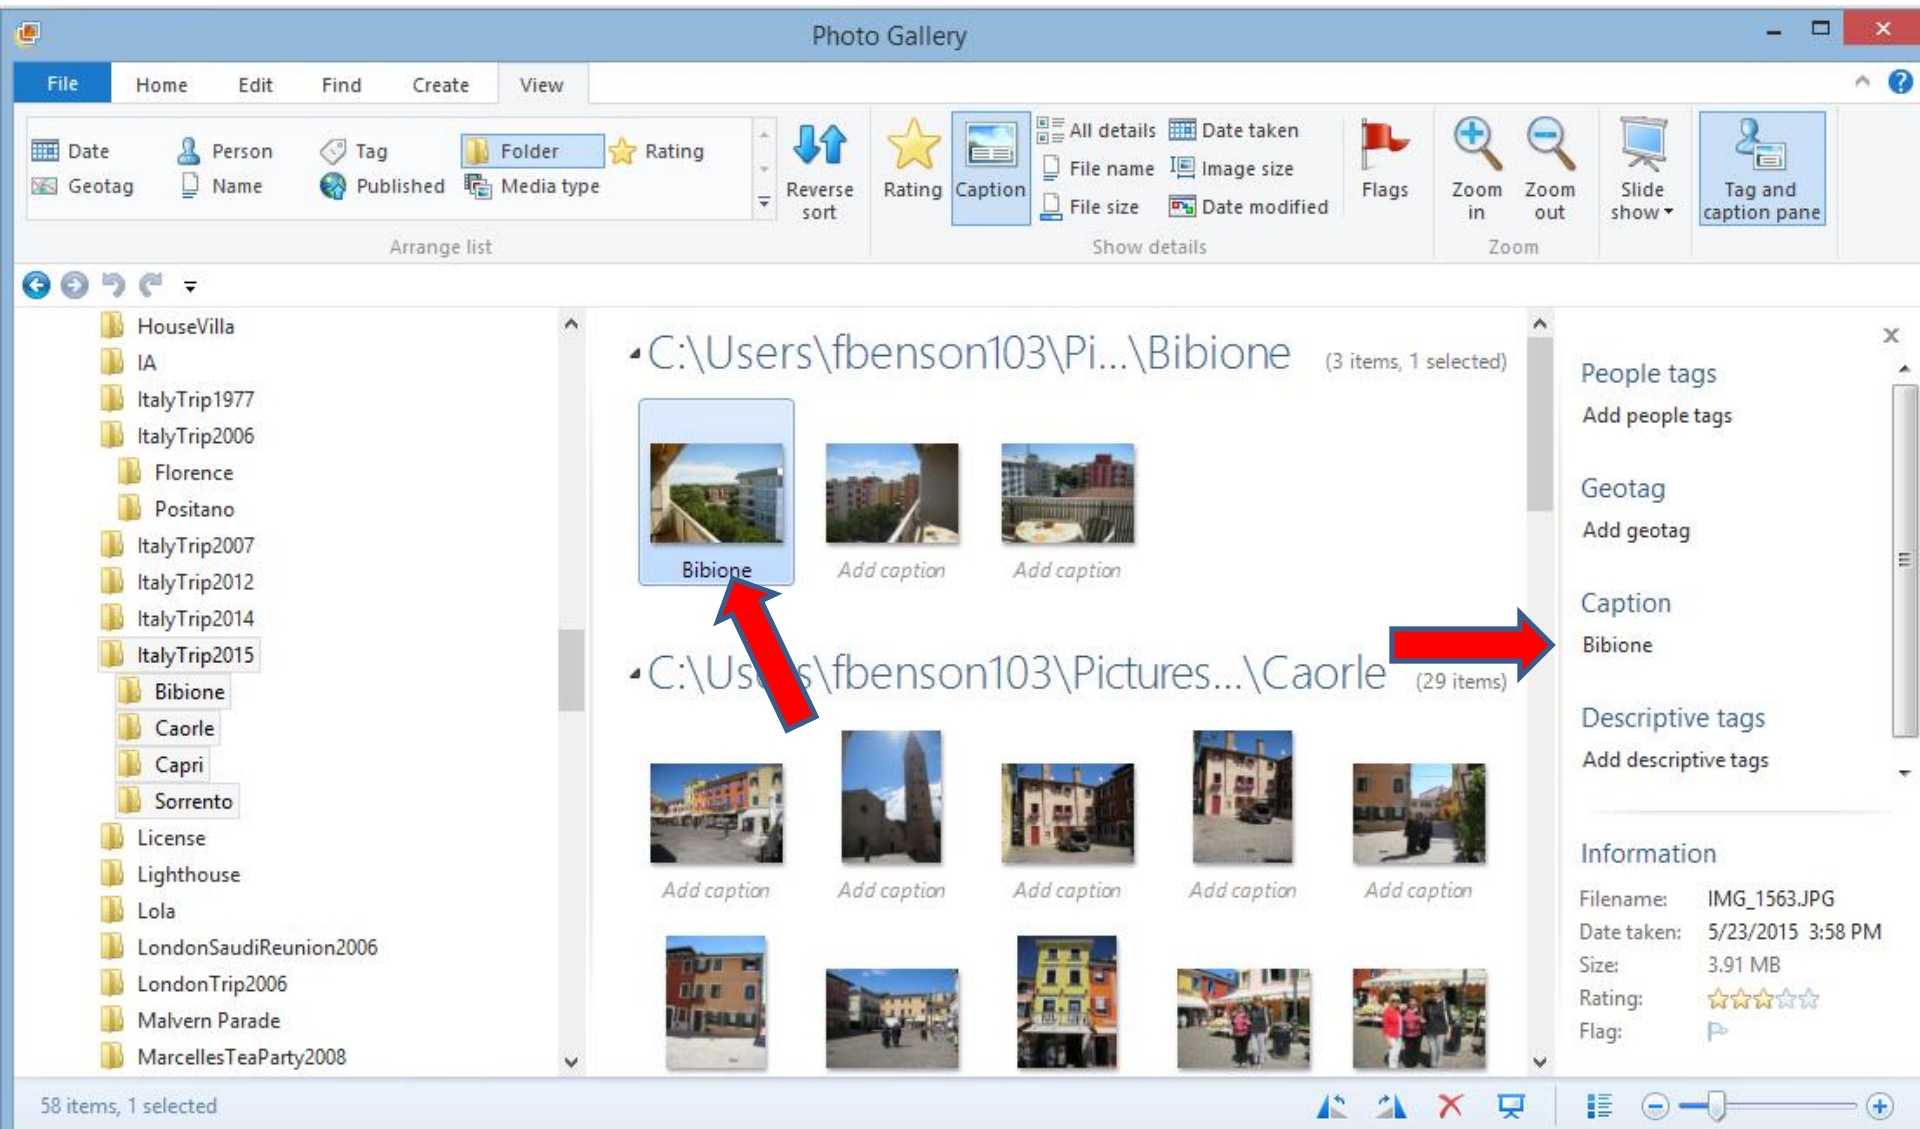 Photo Gallery
File Home Edit Find Create View
Date Person Tag Folder Rating
Geotag Name Published Media type
Reverse sort
Rating Caption
All details Date taken
File name Image size
File size Date modified
Flags
Zoom in
Zoom out
Slide show
Tag and caption pane
Arrange list Show details Zoom
HouseVilla
IA
ItalyTrip1977
ItalyTrip2006
Florence
Positano
ItalyTrip2007
ItalyTrip2012
ItalyTrip2014
ItalyTrip2015
Bibione
Caorle
Capri
Sorrento
License
Lighthouse
Lola
LondonSaudiReunion2006
LondonTrip2006
Malvern Parade
MarcellesTeaParty2008
C:\Users\fbenson103\Pi...\Bibione (3 items, 1 selected)
Bibione Add caption Add caption
C:\Users\fbenson103\Pictures...\Caorle (29 items)
Add caption Add caption Add caption Add caption Add caption
People tags
Add people tags
Geotag
Add geotag
Caption
Bibione
Descriptive tags
Add descriptive tags
Information
Filename: IMG_1563.JPG
Date taken: 5/23/2015 3:58 PM
Size: 3.91 MB
Rating:
Flag:
58 items, 1 selected